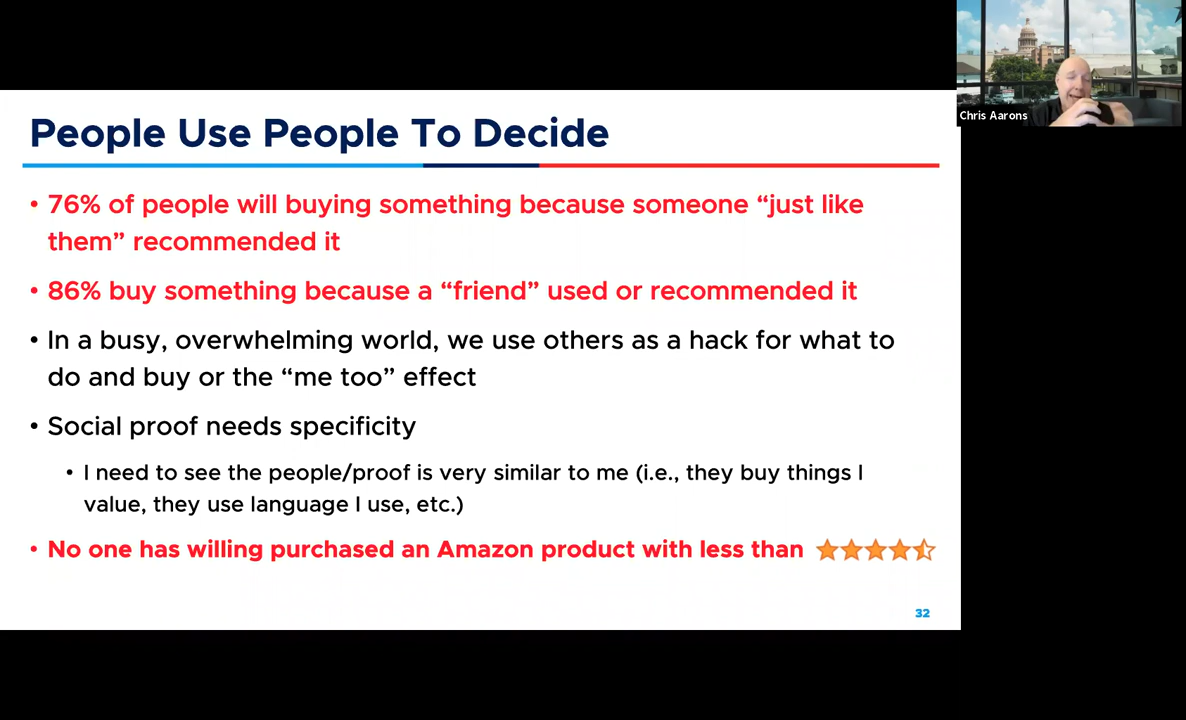 People Use People To Decide
• 76% of people will buying something because someone “just like
them” recommended it
• 86% buy something because a “friend” used or recommended it
• In a busy, overwhelming world, we use others as a hack for what to
do and buy or the “me too” effect
• Social proof needs specificity
• I need to see the people/proof is very similar to me (i.e., they buy things I
value, they use language I use, etc.)
• No one has willing purchased an Amazon product with less than
32
Chris Aarons